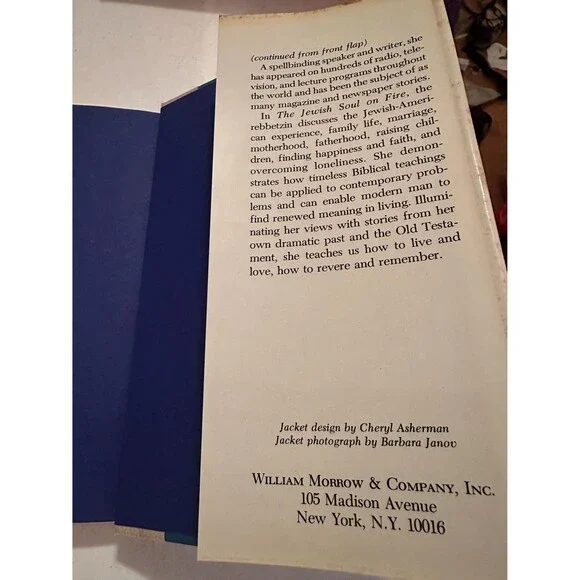 (continued from front flap)
A spellbinding speaker and writer, she
has appeared on hundreds of radio, tele-
vision, and lecture programs throughout
the world and has been the subject of as
many magazine and newspaper stories.
In The Jewish Soul on Fire, the
rebbetzin discusses the Jewish-Ameri-
can experience, family life, marriage,
motherhood, fatherhood, raising chil-
dren, finding happiness and faith, and
overcoming loneliness. She demon-
strates how timeless Biblical teachings
can be applied to contemporary prob-
lems and can enable modern man to
find renewed meaning in living. Illumi-
nating her views with stories from her
own dramatic past and the Old Testa-
ment, she teaches us how to live and
love, how to revere and remember.
Jacket design by Cheryl Asherman
Jacket photograph by Barbara Janov
WILLIAM MORROW & COMPANY, INC.
105 Madison Avenue
New York, N.Y. 10016